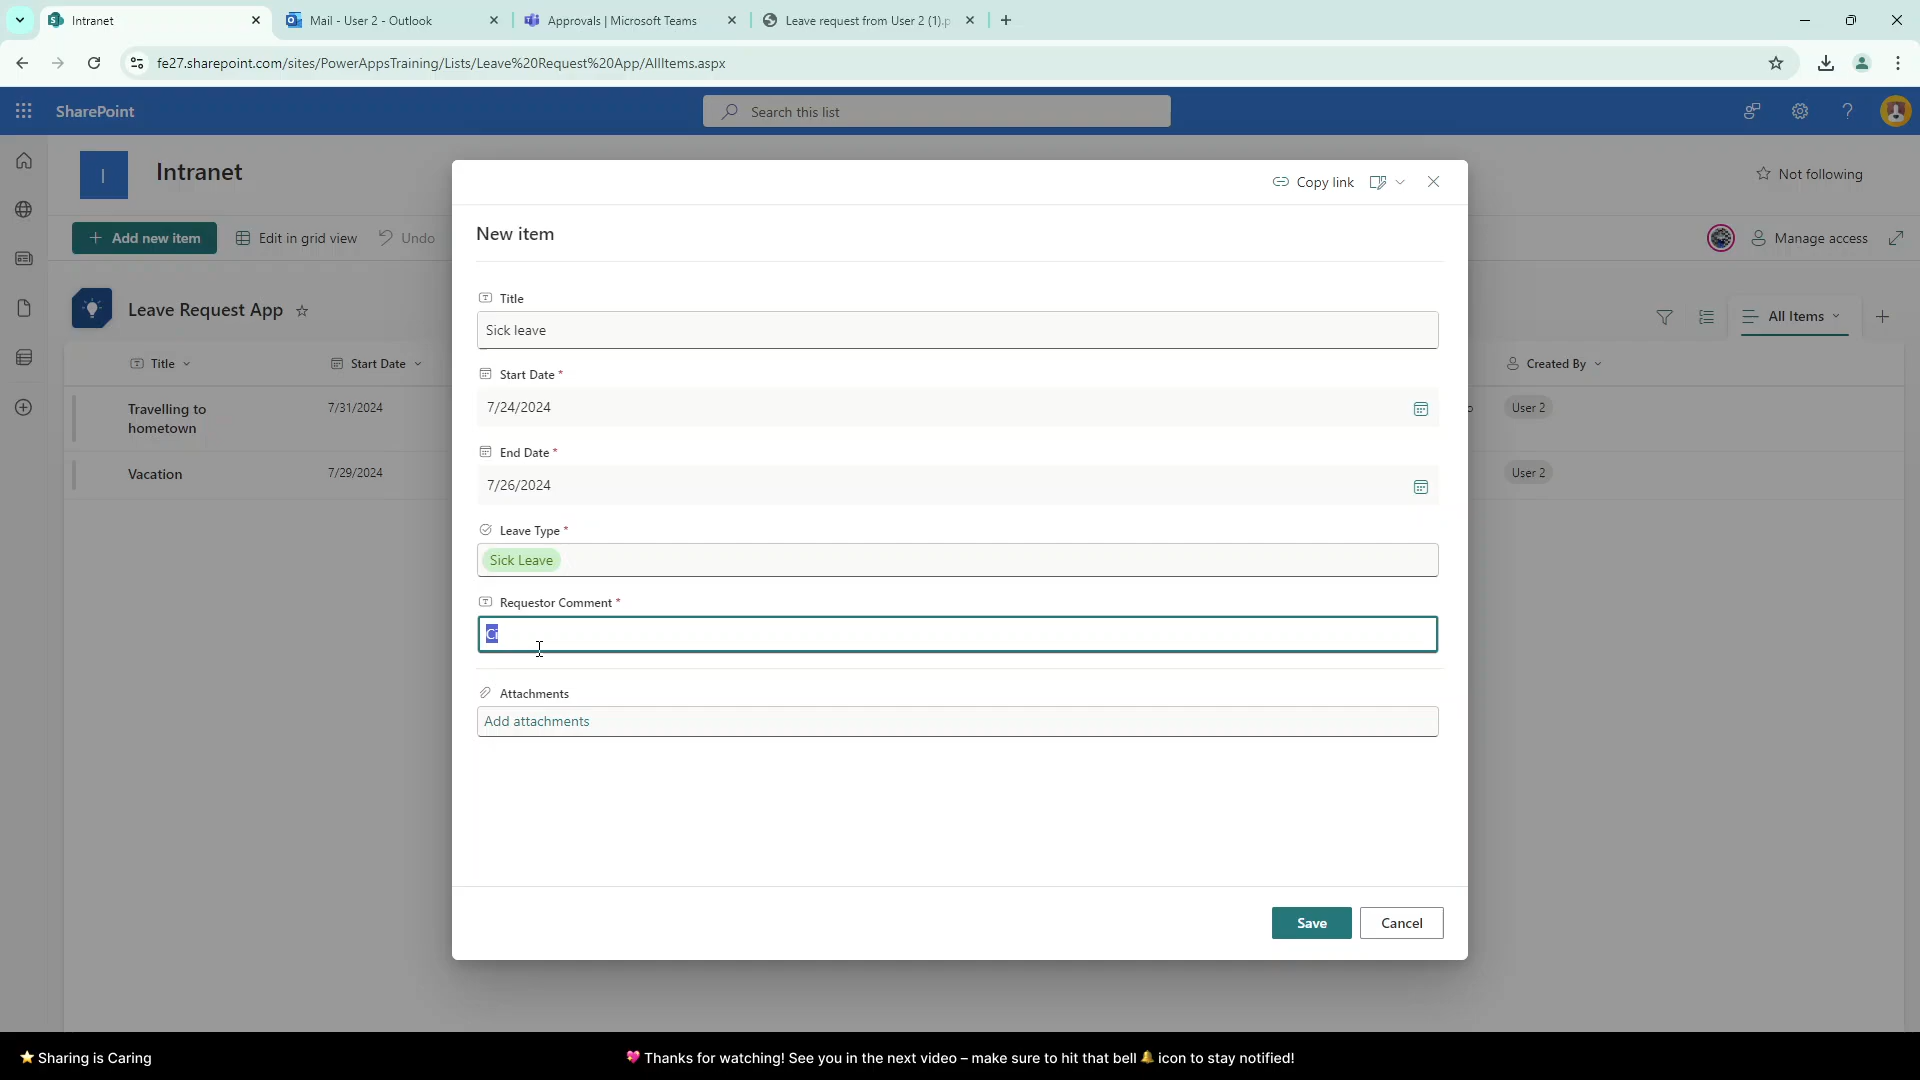 Intranet
Mail - User 2 - Outlook
Approvals | Microsoft Teams
Leave request from User 2 (1).p
fe27.sharepoint.com/sites/PowerAppsTraining/Lists/Leave%20Request%20App/AllItems.aspx
SharePoint
Search this list
I
Intranet
Not following
Add new item
Edit in grid view
Undo
Manage access
Leave Request App
All Items
Title
Start Date
Created By
Travelling to
hometown
7/31/2024
User 2
Vacation
7/29/2024
User 2
Copy link
New item
Title
Sick leave
Start Date *
7/24/2024
End Date *
7/26/2024
Leave Type *
Sick Leave
Requestor Comment *
Ci
Attachments
Add attachments
Save
Cancel
⭐ Sharing is Caring
💖 Thanks for watching! See you in the next video – make sure to hit that bell 🔔 icon to stay notified!